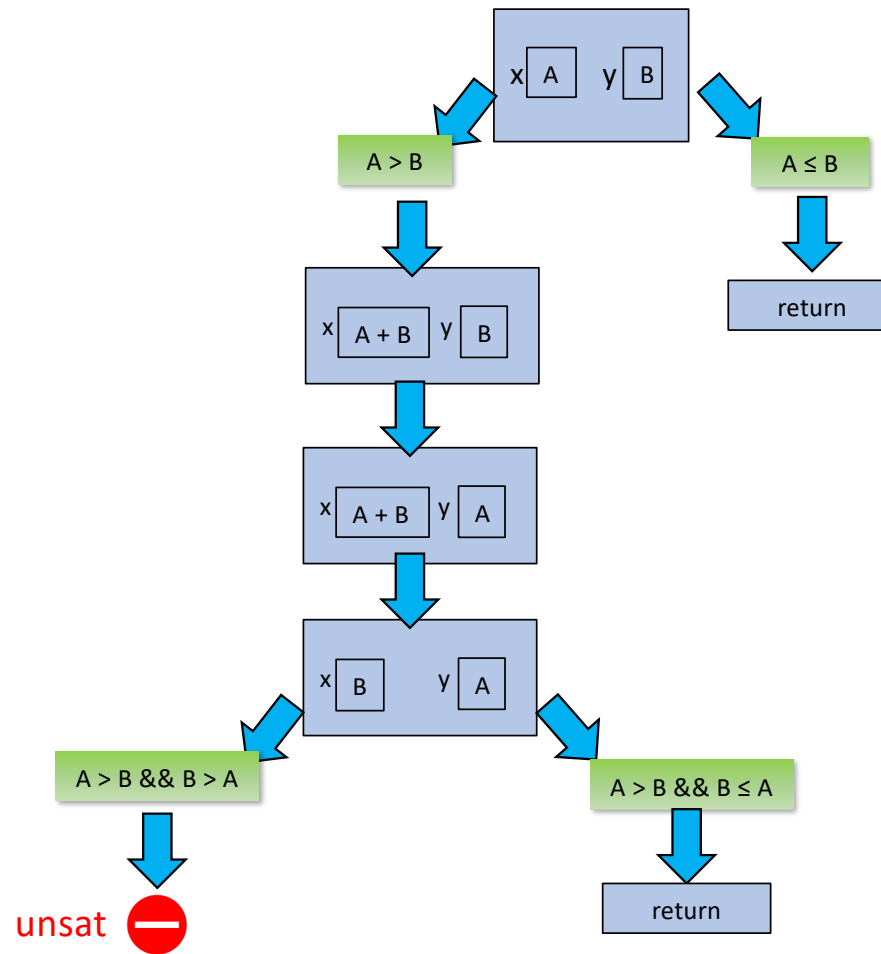 x A y B
A > B
A ≤ B
return
x A + B y B
x A + B y A
x B y A
A > B && B > A
A > B && B ≤ A
return
unsat